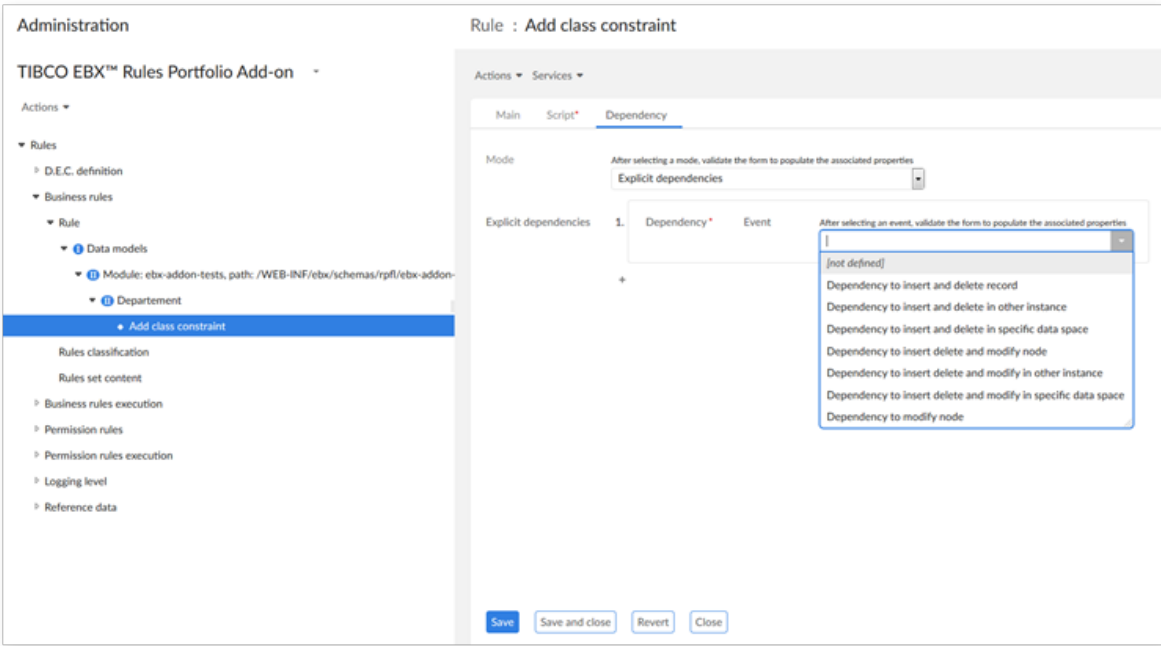 Administration
TIBCO EBX™ Rules Portfolio Add-on
Actions
Rules
D.E.C. definition
Business rules
Rule
Data models
Module: ebx-addon-tests, path: /WEB-INF/ebx/schemas/rpfl/ebx-addon-
Departement
Add class constraint
Rules classification
Rules set content
Business rules execution
Permission rules
Permission rules execution
Logging level
Reference data
Rule : Add class constraint
Actions Services
Main Script* Dependency
Mode
After selecting a mode, validate the form to populate the associated properties
Explicit dependencies
Explicit dependencies 1. Dependency* Event
After selecting an event, validate the form to populate the associated properties
[not defined]
Dependency to insert and delete record
Dependency to insert and delete in other instance
Dependency to insert and delete in specific data space
Dependency to insert delete and modify node
Dependency to insert delete and modify in other instance
Dependency to insert delete and modify in specific data space
Dependency to modify node
+
Save Save and close Revert Close